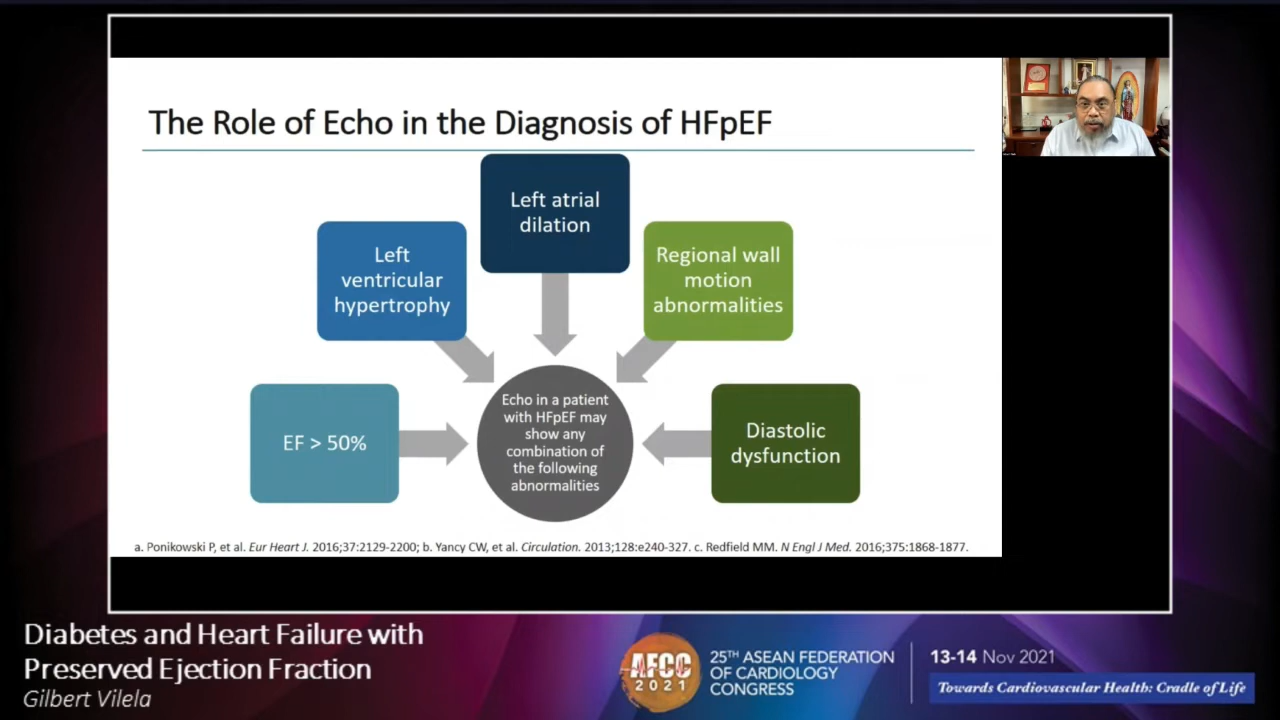 The Role of Echo in the Diagnosis of HFpEF
Left atrial
dilation
Left
ventricular
hypertrophy
Regional wall
motion
abnormalities
EF > 50%
Echo in a patient
with HFpEF may
show any
combination of
the following
abnormalities
Diastolic
dysfunction
a. Ponikowski P, et al. Eur Heart J. 2016;37:2129-2200; b. Yancy CW, et al. Circulation. 2013;128:e240-327. c. Redfield MM. N Engl J Med. 2016;375:1868-1877.
Diabetes and Heart Failure with
Preserved Ejection Fraction
Gilbert Vilela
AFCC
2021
25TH ASEAN FEDERATION
OF CARDIOLOGY
CONGRESS
13-14 Nov 2021
Towards Cardiovascular Health: Cradle of Life